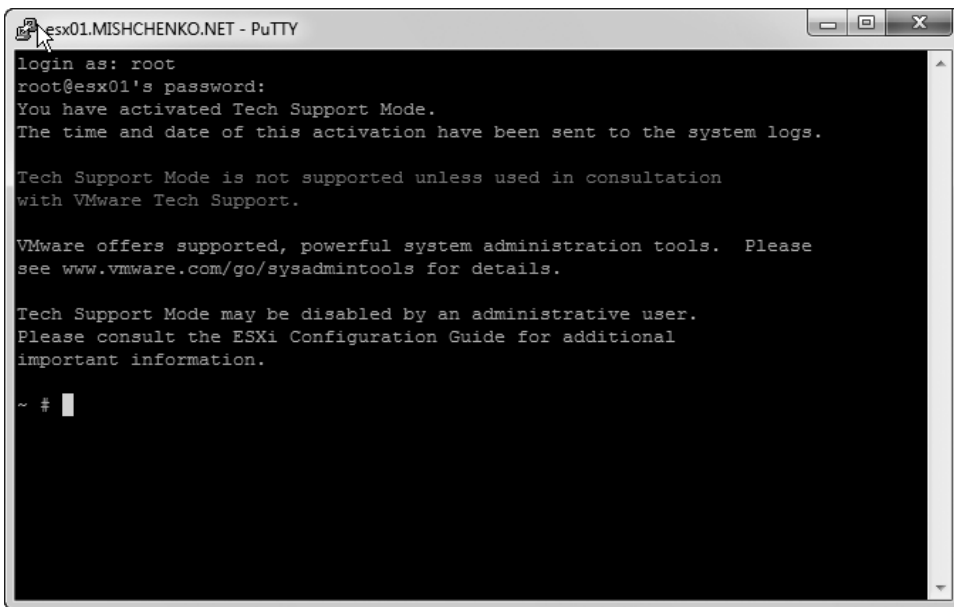 esx01.MISHCHENKO.NET - PuTTY
login as: root
root@esx01's password:
You have activated Tech Support Mode.
The time and date of this activation have been sent to the system logs.
Tech Support Mode is not supported unless used in consultation
with VMware Tech Support.
VMware offers supported, powerful system administration tools.  Please
see www.vmware.com/go/sysadmintools for details.
Tech Support Mode may be disabled by an administrative user.
Please consult the ESXi Configuration Guide for additional
important information.
~ #